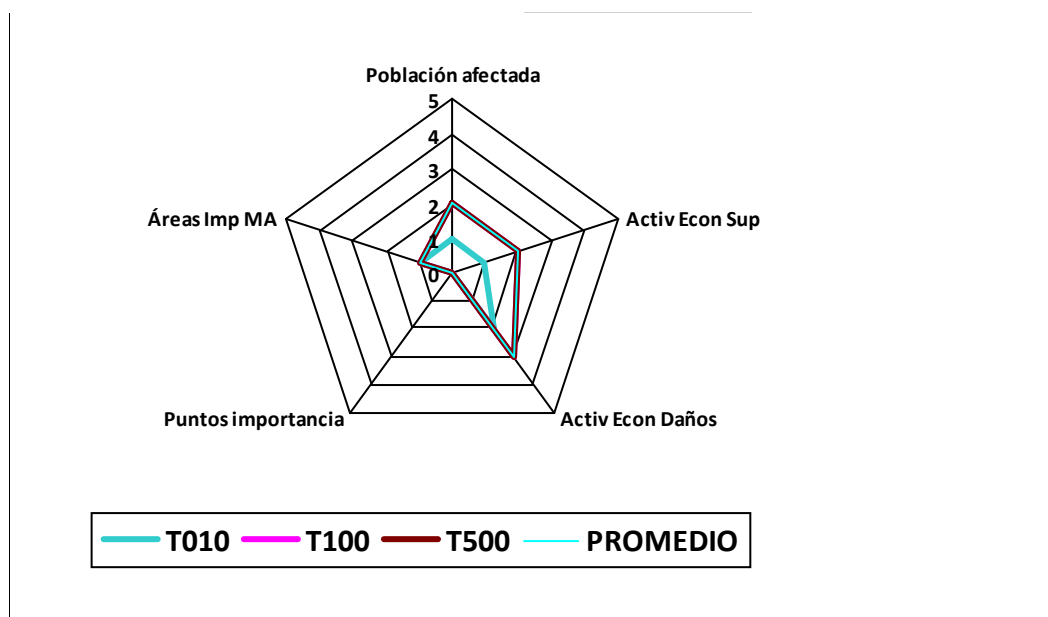 Población afectada
5
4
3
2
1
0
Áreas Imp MA
Activ Econ Sup
Puntos importancia
Activ Econ Daños
T010 T100 T500 PROMEDIO